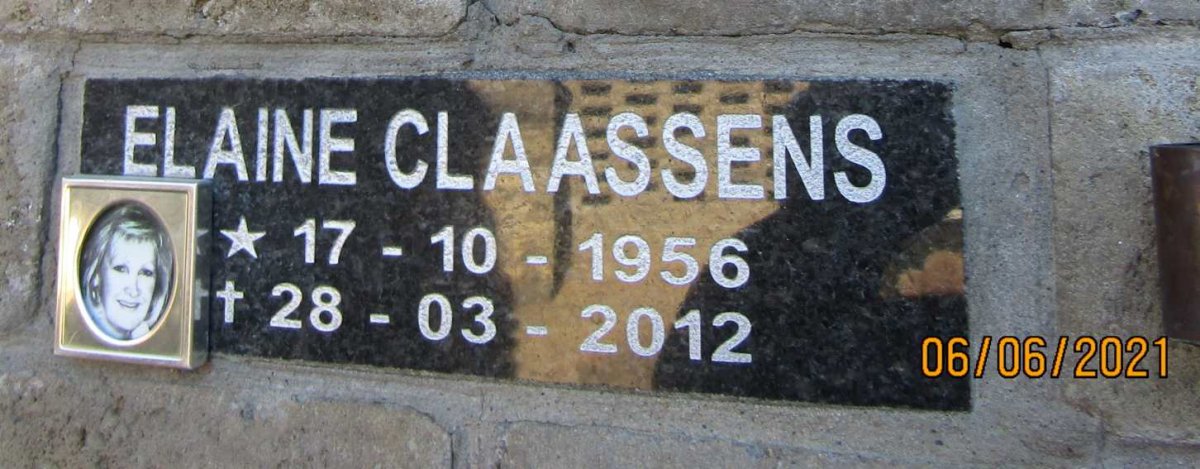 ELAINE CLAASSENS
★ 17 - 10 - 1956
✝ 28 - 03 - 2012
06/06/2021